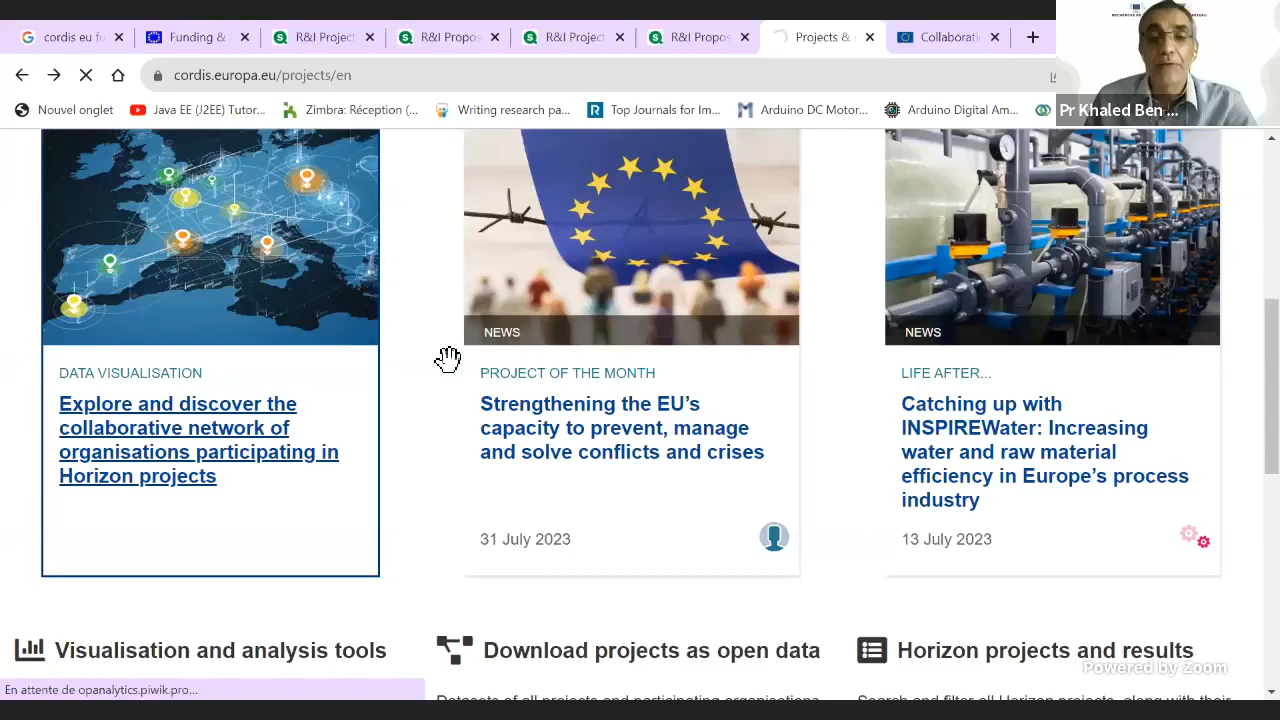 cordis eu fu
Funding &
R&I Project
R&I Propos
R&I Project
R&I Propos
Projects &
Collaborati
cordis.europa.eu/projects/en
Nouvel onglet
Java EE (J2EE) Tutor...
Zimbra: Réception (...
Writing research pa...
Top Journals for Im...
Arduino DC Motor...
Arduino Digital Am...
Pr Khaled Ben ...
NEWS
NEWS
DATA VISUALISATION
Explore and discover the
collaborative network of
organisations participating in
Horizon projects
PROJECT OF THE MONTH
Strengthening the EU’s
capacity to prevent, manage
and solve conflicts and crises
31 July 2023
LIFE AFTER...
Catching up with
INSPIREWater: Increasing
water and raw material
efficiency in Europe’s process
industry
13 July 2023
Visualisation and analysis tools
Download projects as open data
Horizon projects and results
Powered by Zoom
En attente de opanalytics.piwik.pro...